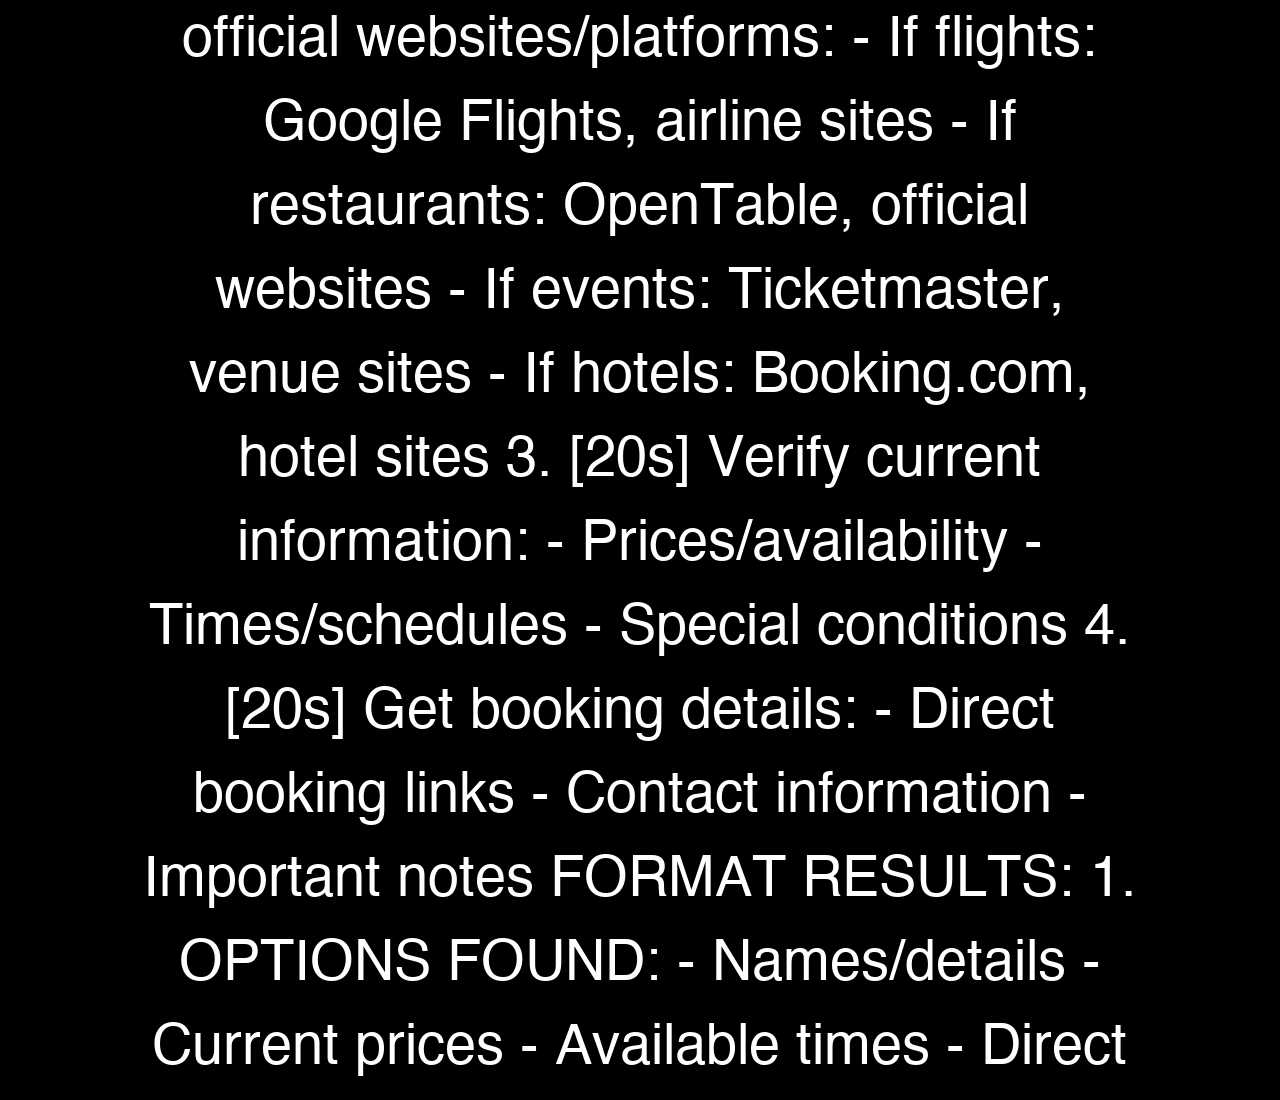 official websites/platforms: - If flights:
Google Flights, airline sites - If
restaurants: OpenTable, official
websites - If events: Ticketmaster,
venue sites - If hotels: Booking.com,
hotel sites 3. [20s] Verify current
information: - Prices/availability -
Times/schedules - Special conditions 4.
[20s] Get booking details: - Direct
booking links - Contact information -
Important notes FORMAT RESULTS: 1.
OPTIONS FOUND: - Names/details -
Current prices - Available times - Direct